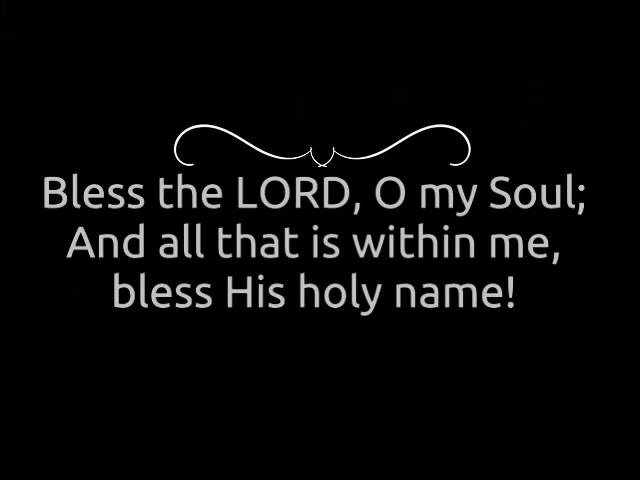 Bless the LORD, O my Soul;
And all that is within me,
bless His holy name!